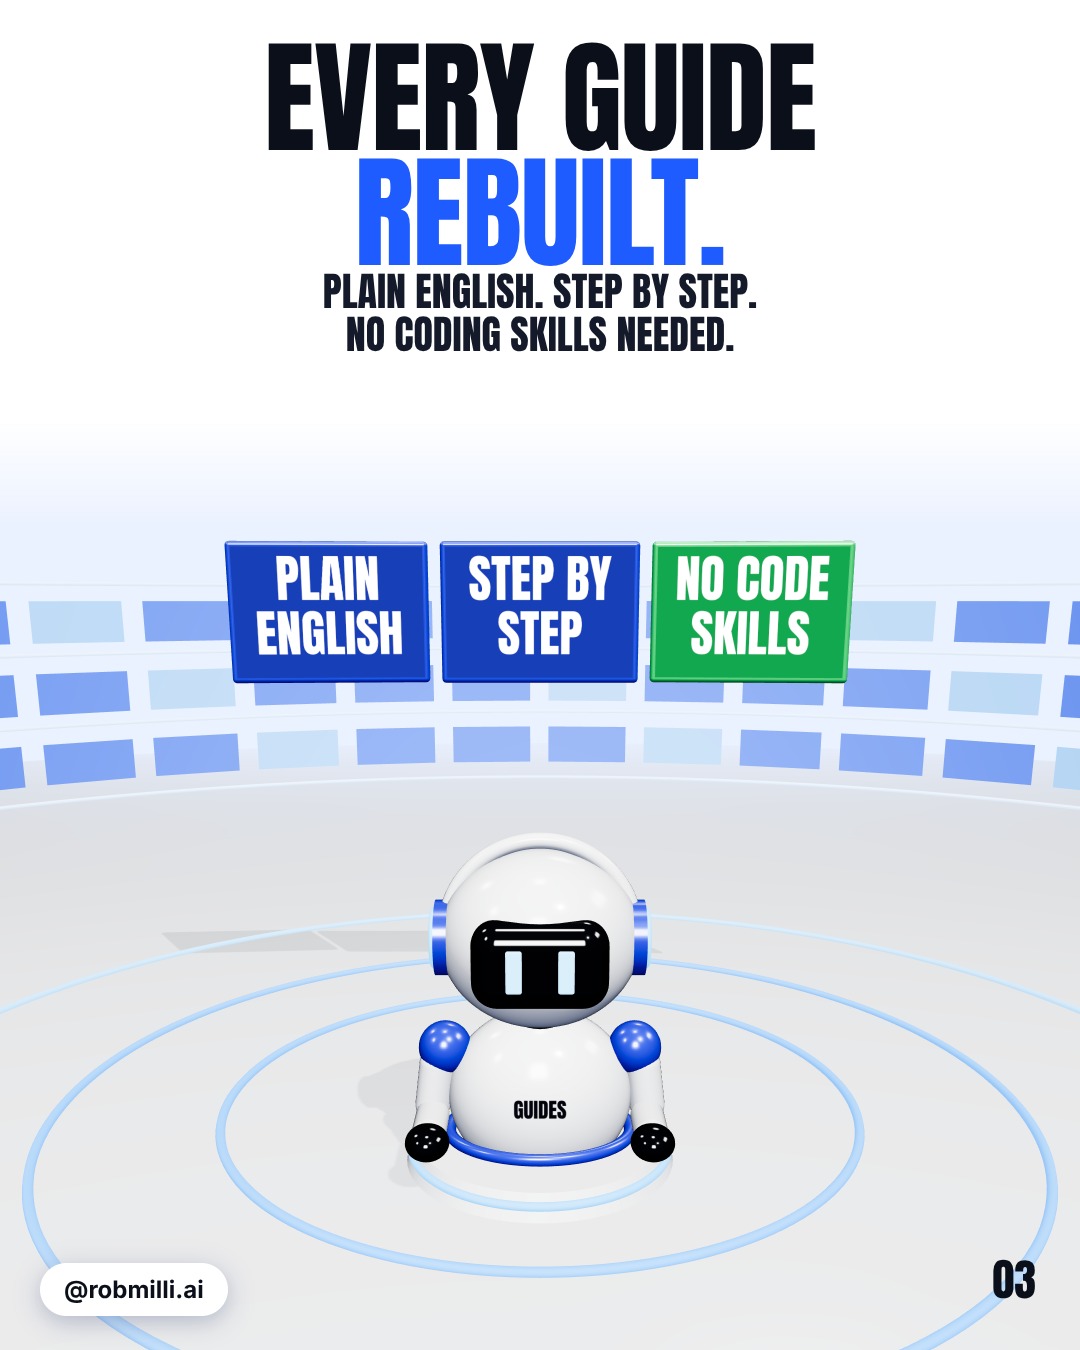 EVERY GUIDE
REBUILT.
PLAIN ENGLISH. STEP BY STEP.
NO CODING SKILLS NEEDED.
PLAIN
ENGLISH
STEP BY
STEP
NO CODE
SKILLS
GUIDES
@robmilli.ai
03